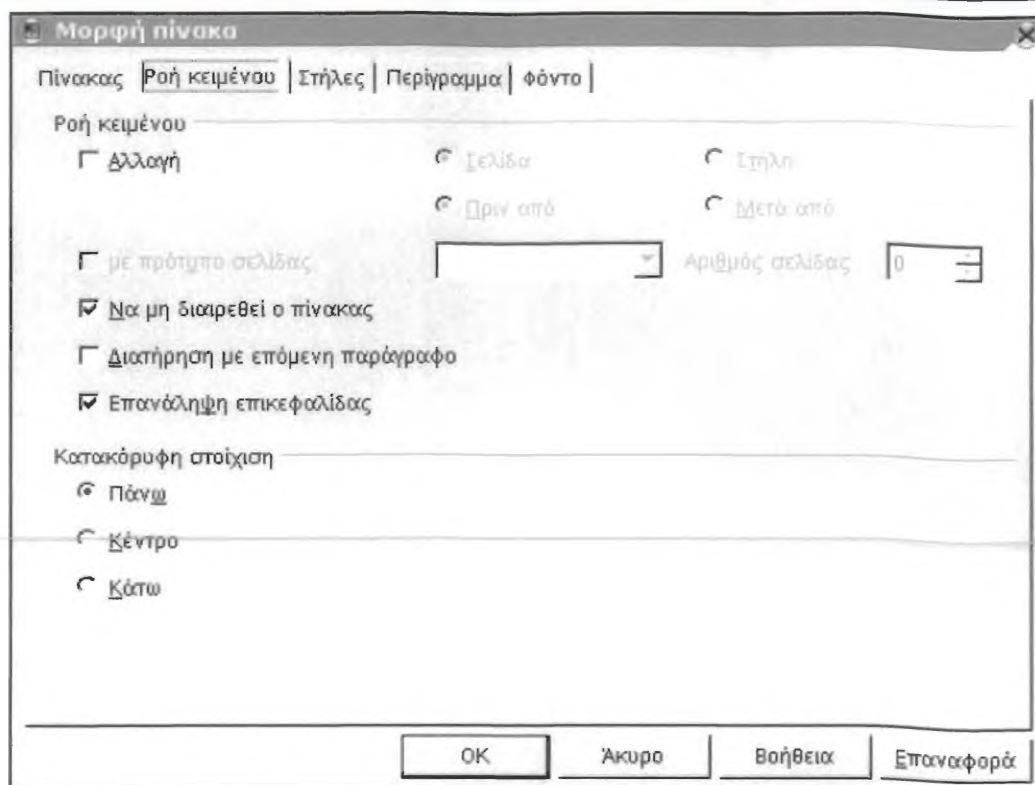 Μορφή πίνακα
Πίνακας Ροή κειμένου Στήλες Περίγραμμα Φόντο
Ροή κειμένου
Αλλαγή Σελίδα Στήλη
Πριν από Μετά από
με πρότυπο σελίδας Αριθμός σελίδας 0
Να μη διαιρεθεί ο πίνακας
Διατήρηση με επόμενη παράγραφο
Επανάληψη επικεφαλίδας
Κατακόρυφη στοίχιση
Πάνω
Κέντρο
Κάτω
OK Άκυρο Βοήθεια Επαναφορά